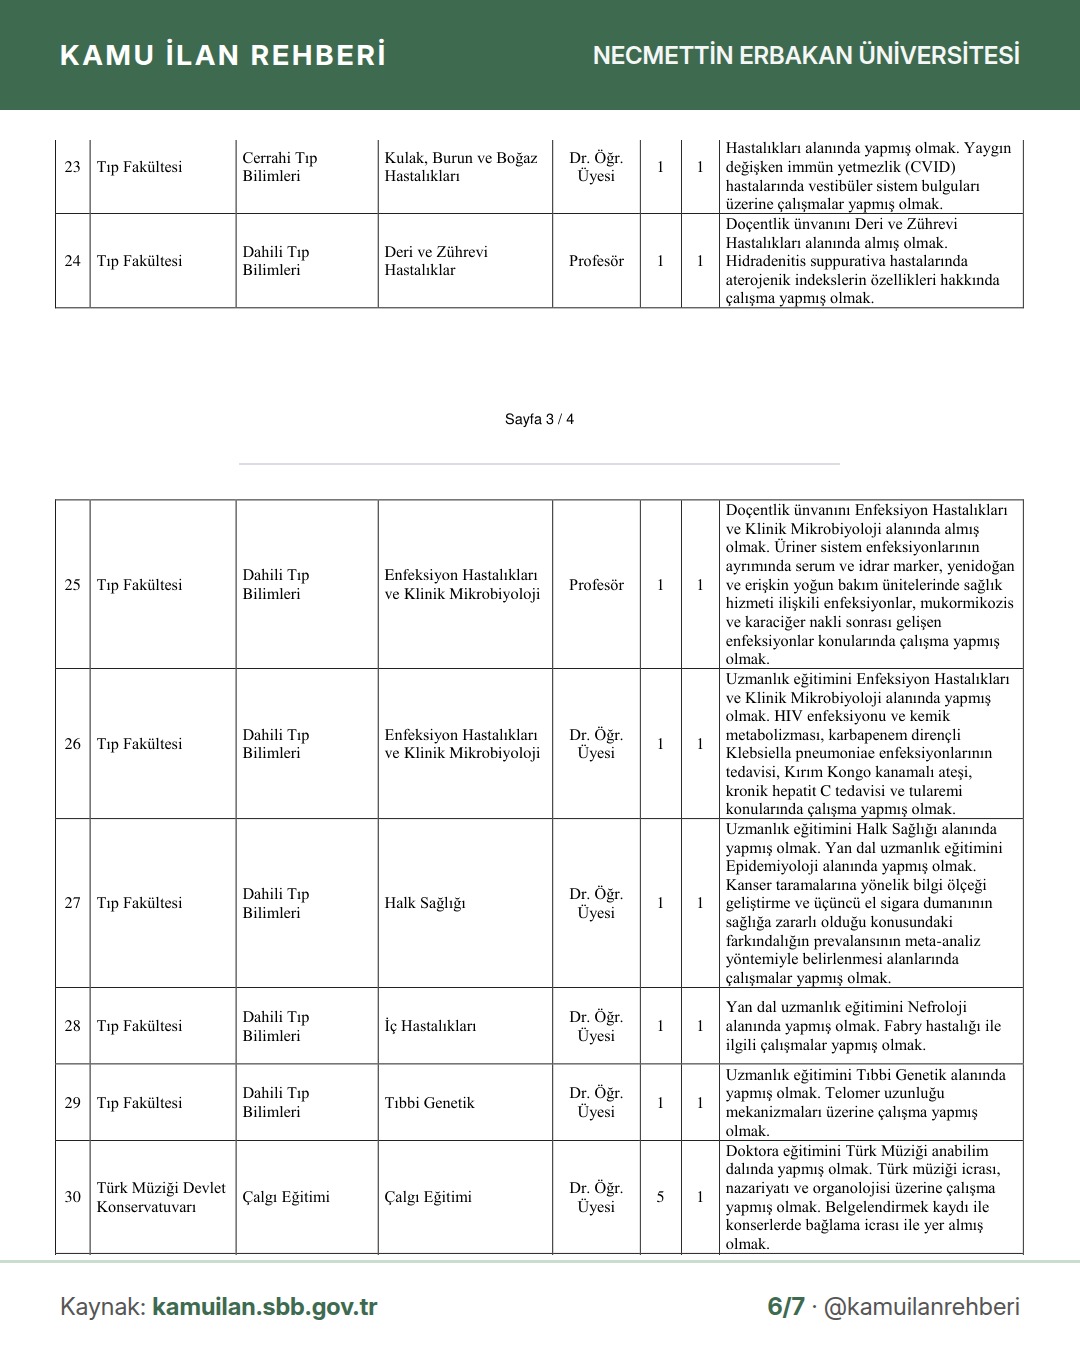 KAMU İLAN REHBERİ
NECMETTİN ERBAKAN ÜNİVERSİTESİ
23
Tıp Fakültesi
Cerrahi Tıp
Bilimleri
Kulak, Burun ve Boğaz
Hastalıkları
Dr. Öğr.
Üyesi
1
1
Hastalıkları alanında yapmış olmak. Yaygın
değişken immün yetmezlik (CVID)
hastalarında vestibüler sistem bulguları
üzerine çalışmalar yapmış olmak.
24
Tıp Fakültesi
Dahili Tıp
Bilimleri
Deri ve Zührevi
Hastalıklar
Profesör
1
1
Doçentlik ünvanını Deri ve Zührevi
Hastalıkları alanında almış olmak.
Hidradenitis suppurativa hastalarında
aterojenik indekslerin özellikleri hakkında
çalışma yapmış olmak.
Sayfa 3 / 4
25
Tıp Fakültesi
Dahili Tıp
Bilimleri
Enfeksiyon Hastalıkları
ve Klinik Mikrobiyoloji
Profesör
1
1
Doçentlik ünvanını Enfeksiyon Hastalıkları
ve Klinik Mikrobiyoloji alanında almış
olmak. Üriner sistem enfeksiyonlarının
ayrımında serum ve idrar marker, yenidoğan
ve erişkin yoğun bakım ünitelerinde sağlık
hizmeti ilişkili enfeksiyonlar, mukormikozis
ve karaciğer nakli sonrası gelişen
enfeksiyonlar konularında çalışma yapmış
olmak.
26
Tıp Fakültesi
Dahili Tıp
Bilimleri
Enfeksiyon Hastalıkları
ve Klinik Mikrobiyoloji
Dr. Öğr.
Üyesi
1
1
Uzmanlık eğitimini Enfeksiyon Hastalıkları
ve Klinik Mikrobiyoloji alanında yapmış
olmak. HIV enfeksiyonu ve kemik
metabolizması, karbapenem dirençli
Klebsiella pneumoniae enfeksiyonlarının
tedavisi, Kırım Kongo kanamalı ateşi,
kronik hepatit C tedavisi ve tularemi
konularında çalışma yapmış olmak.
27
Tıp Fakültesi
Dahili Tıp
Bilimleri
Halk Sağlığı
Dr. Öğr.
Üyesi
1
1
Uzmanlık eğitimini Halk Sağlığı alanında
yapmış olmak. Yan dal uzmanlık eğitimini
Epidemiyoloji alanında yapmış olmak.
Kanser taramalarına yönelik bilgi ölçeği
geliştirme ve üçüncü el sigara dumanının
sağlığa zararlı olduğu konusundaki
farkındalığın prevalansının meta-analiz
yöntemiyle belirlenmesi alanlarında
çalışmalar yapmış olmak.
28
Tıp Fakültesi
Dahili Tıp
Bilimleri
İç Hastalıkları
Dr. Öğr.
Üyesi
1
1
Yan dal uzmanlık eğitimini Nefroloji
alanında yapmış olmak. Fabry hastalığı ile
ilgili çalışmalar yapmış olmak.
29
Tıp Fakültesi
Dahili Tıp
Bilimleri
Tıbbi Genetik
Dr. Öğr.
Üyesi
1
1
Uzmanlık eğitimini Tıbbi Genetik alanında
yapmış olmak. Telomer uzunluğu
mekanizmaları üzerine çalışma yapmış
olmak.
30
Türk Müziği Devlet
Konservatuvarı
Çalgı Eğitimi
Çalgı Eğitimi
Dr. Öğr.
Üyesi
5
1
Doktora eğitimini Türk Müziği anabilim
dalında yapmış olmak. Türk müziği icrası,
nazariyatı ve organolojisi üzerine çalışma
yapmış olmak. Belgelendirmek kaydı ile
konserlerde bağlama icrası ile yer almış
olmak.
Kaynak: kamuilan.sbb.gov.tr
6/7 · @kamuilanrehberi